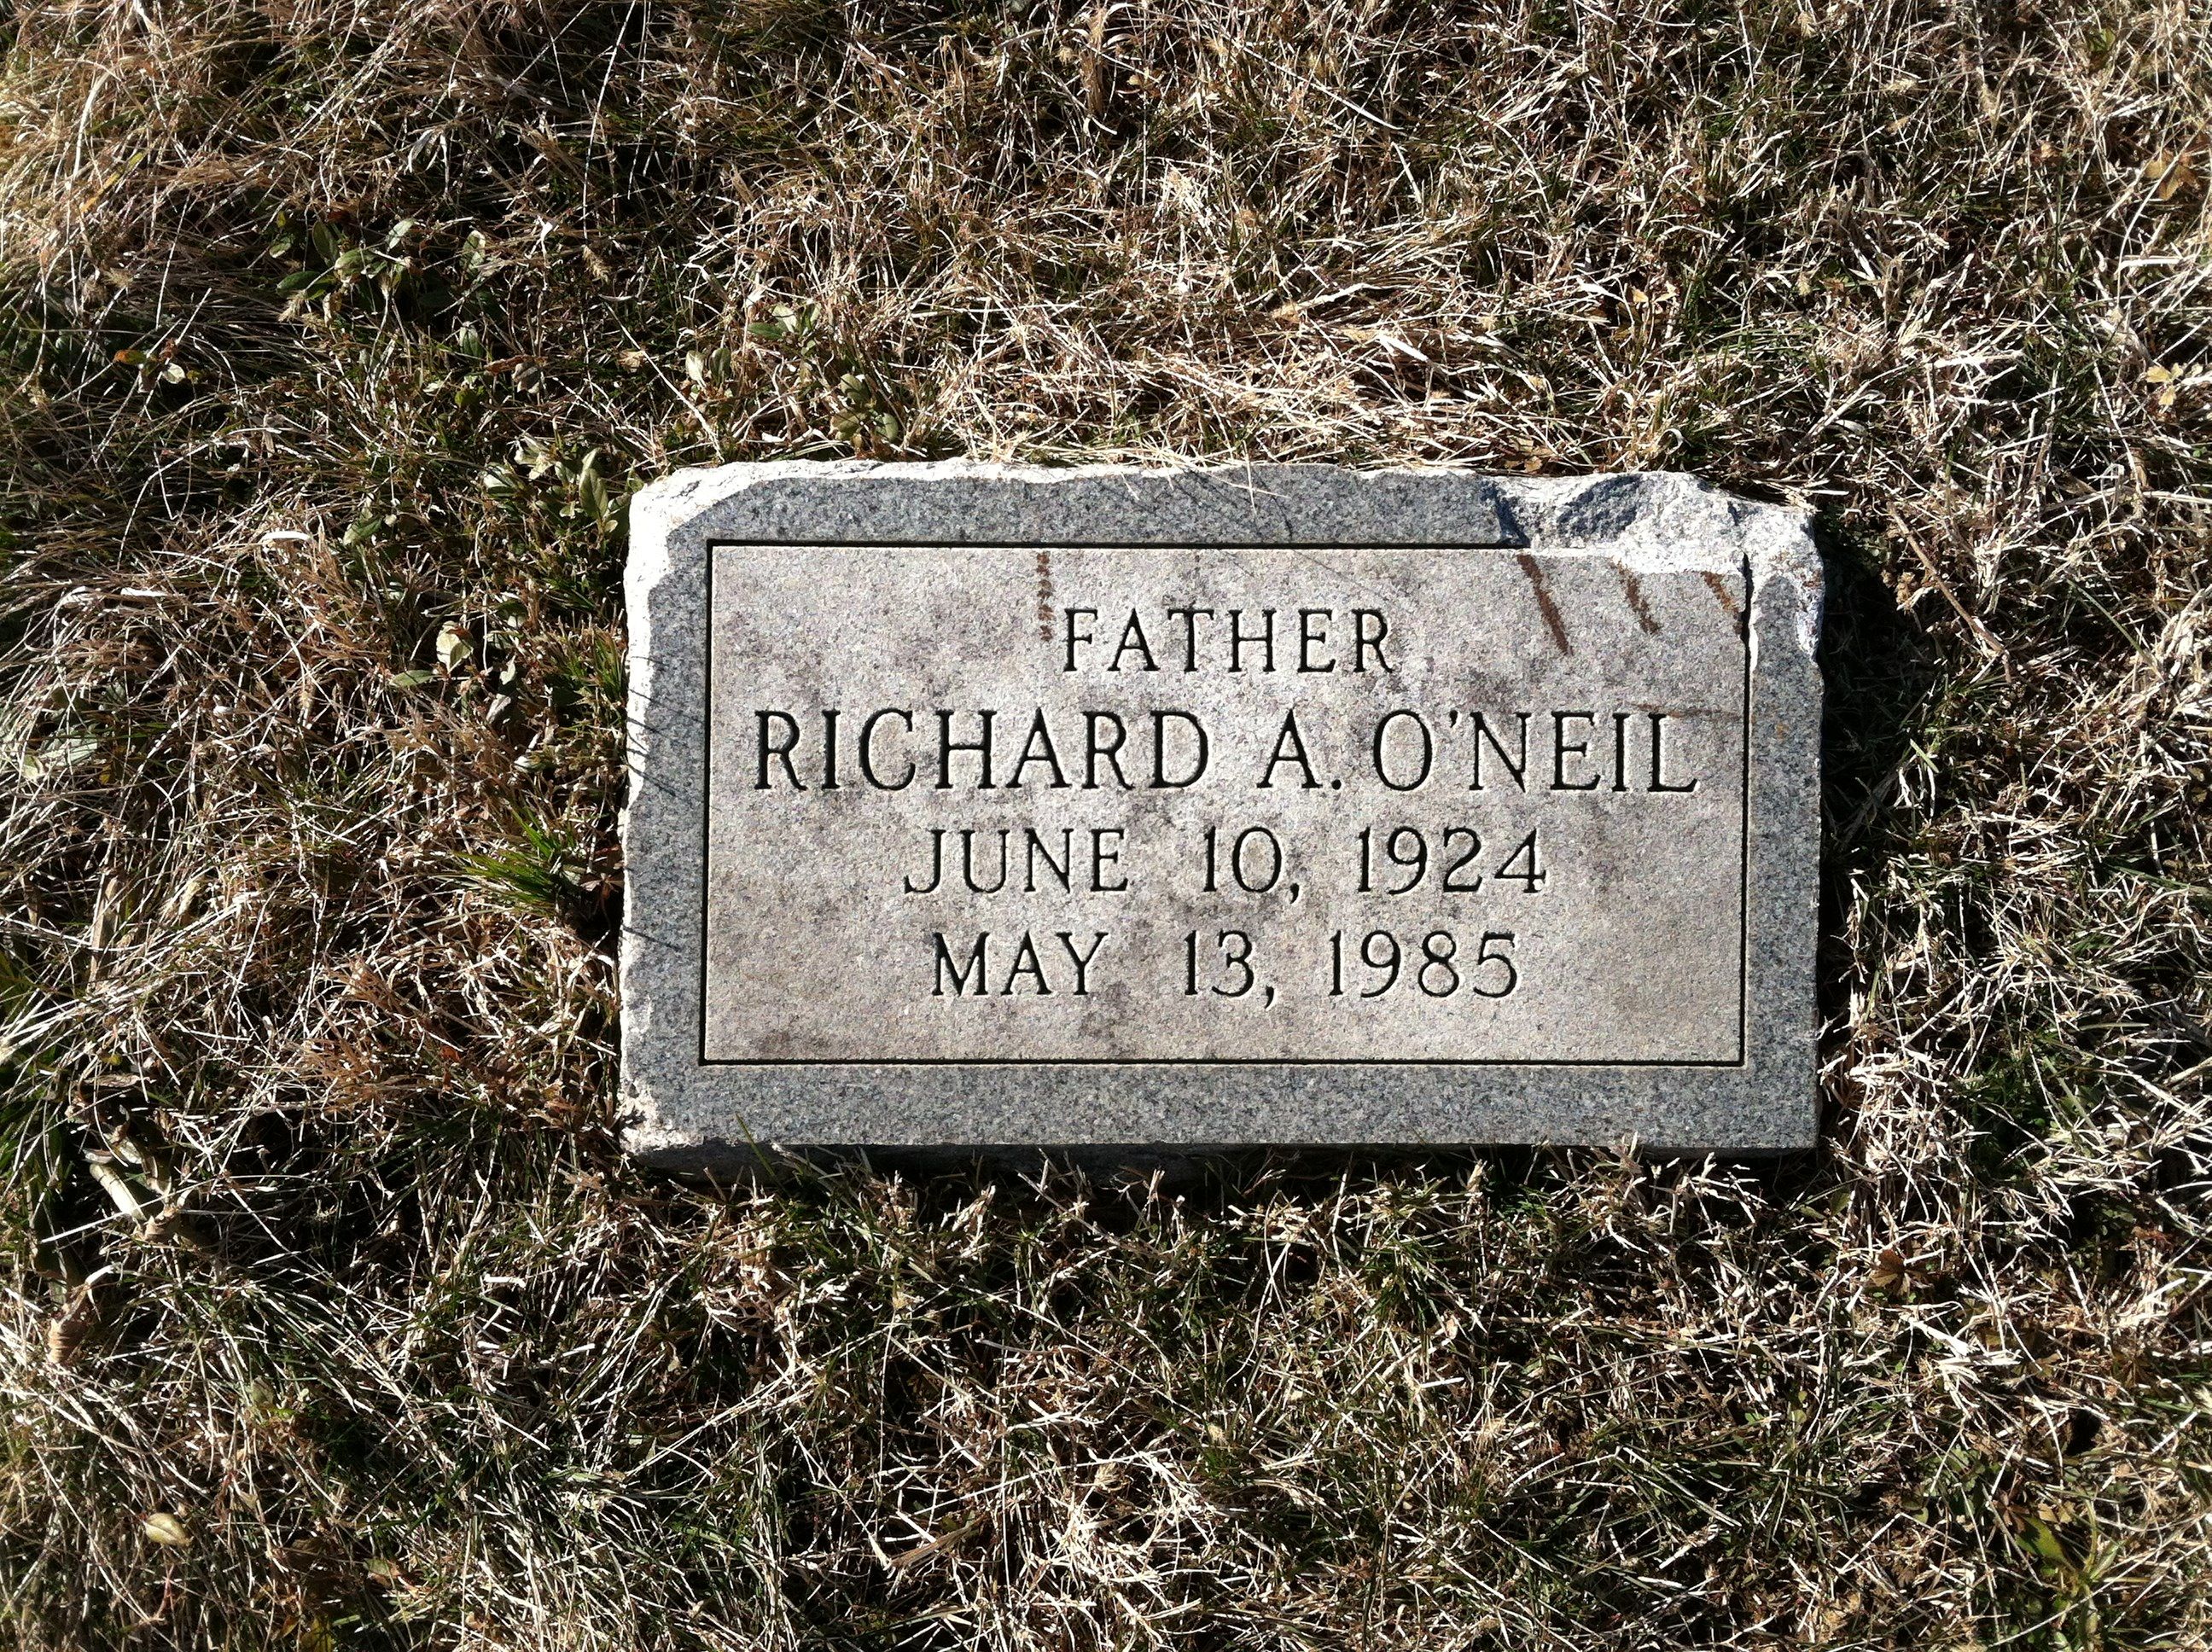 FATHER
RICHARD A. O'NEIL
JUNE 10, 1924
MAY 13, 1985